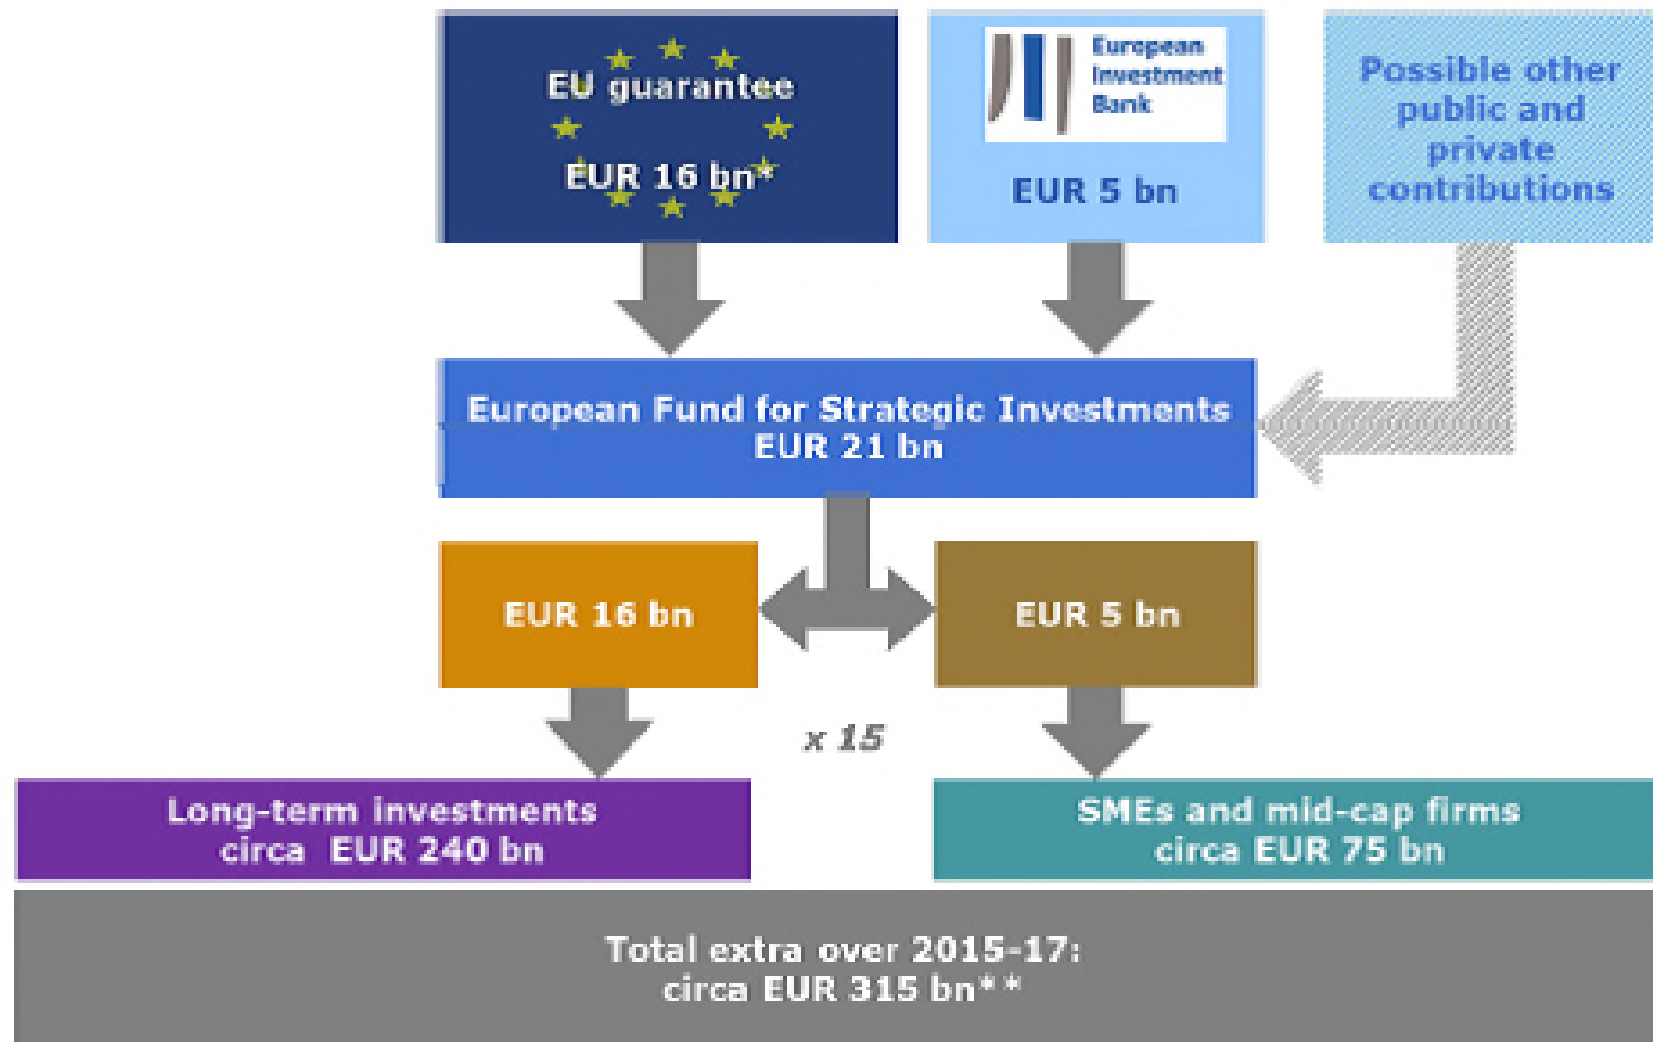 EU guarantee
EUR 16 bn*
European
Investment
Bank
EUR 5 bn
Possible other
public and
private
contributions
European Fund for Strategic Investments
EUR 21 bn
EUR 16 bn
EUR 5 bn
x 15
Long-term investments
circa EUR 240 bn
SMEs and mid-cap firms
circa EUR 75 bn
Total extra over 2015-17:
circa EUR 315 bn**